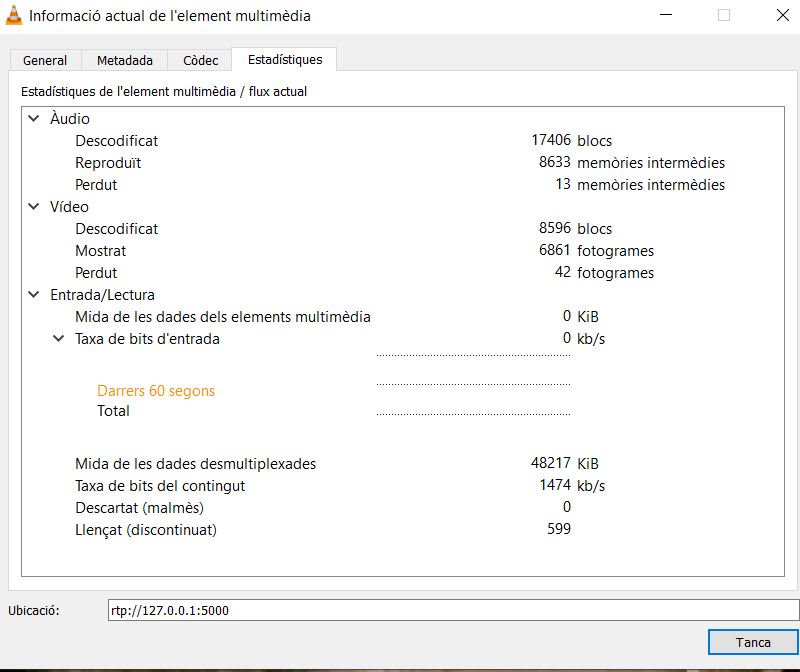 Informació actual de l'element multimèdia
General Metadada Còdec Estadístiques
Estadístiques de l'element multimèdia / flux actual
Àudio
Descodificat 17406 blocs
Reproduït 8633 memòries intermèdies
Perdut 13 memòries intermèdies
Vídeo
Descodificat 8596 blocs
Mostrat 6861 fotogrames
Perdut 42 fotogrames
Entrada/Lectura
Mida de les dades dels elements multimèdia 0 KiB
Taxa de bits d'entrada 0 kb/s
Darrers 60 segons
Total
Mida de les dades desmultiplexades 48217 KiB
Taxa de bits del contingut 1474 kb/s
Descartat (malmès) 0
Llençat (discontinuat) 599
Ubicació: rtp://127.0.0.1:5000
Tanca